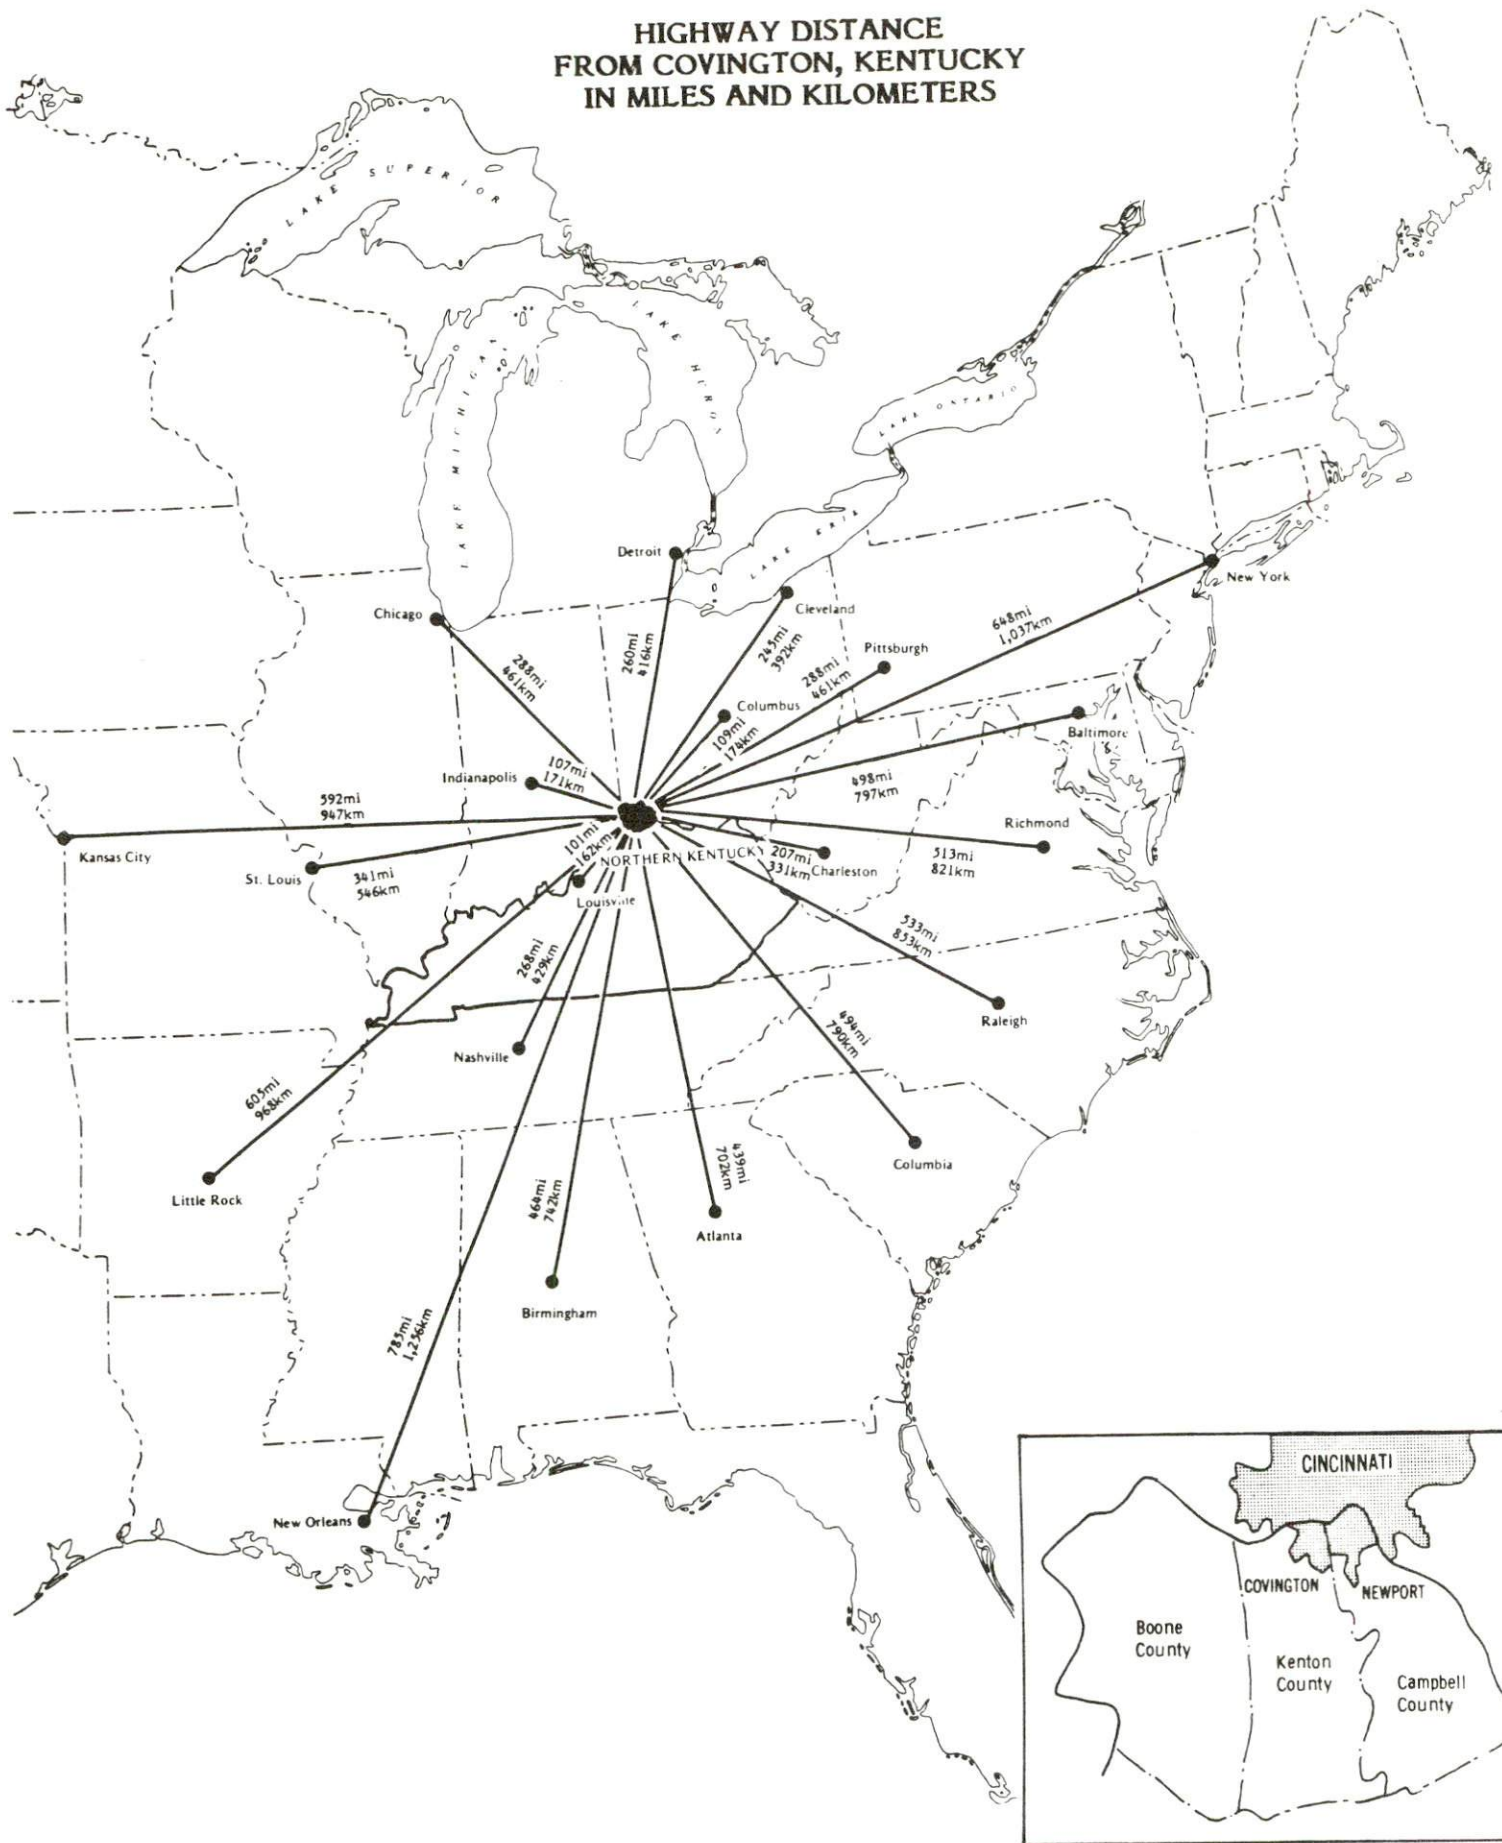 HIGHWAY DISTANCE
FROM COVINGTON, KENTUCKY
IN MILES AND KILOMETERS
LAKE SUPERIOR
LAKE MICHIGAN
LAKE HURON
LAKE ONTARIO
LAKE ERIE
Detroit
260mi
416km
Cleveland
245mi
392km
New York
648mi
1,037km
Chicago
288mi
461km
Pittsburgh
288mi
461km
Columbus
109mi
174km
Baltimore
498mi
797km
Indianapolis
107mi
171km
592mi
947km
Kansas City
St. Louis
341mi
546km
101mi
162km
Louisville
NORTHERN KENTUCKY
207mi
331km
Charleston
Richmond
513mi
821km
533mi
853km
Raleigh
268mi
429km
Nashville
494mi
790km
Columbia
605mi
968km
Little Rock
439mi
702km
Atlanta
464mi
742km
Birmingham
785mi
1,256km
New Orleans
CINCINNATI
COVINGTON
NEWPORT
Boone
County
Kenton
County
Campbell
County